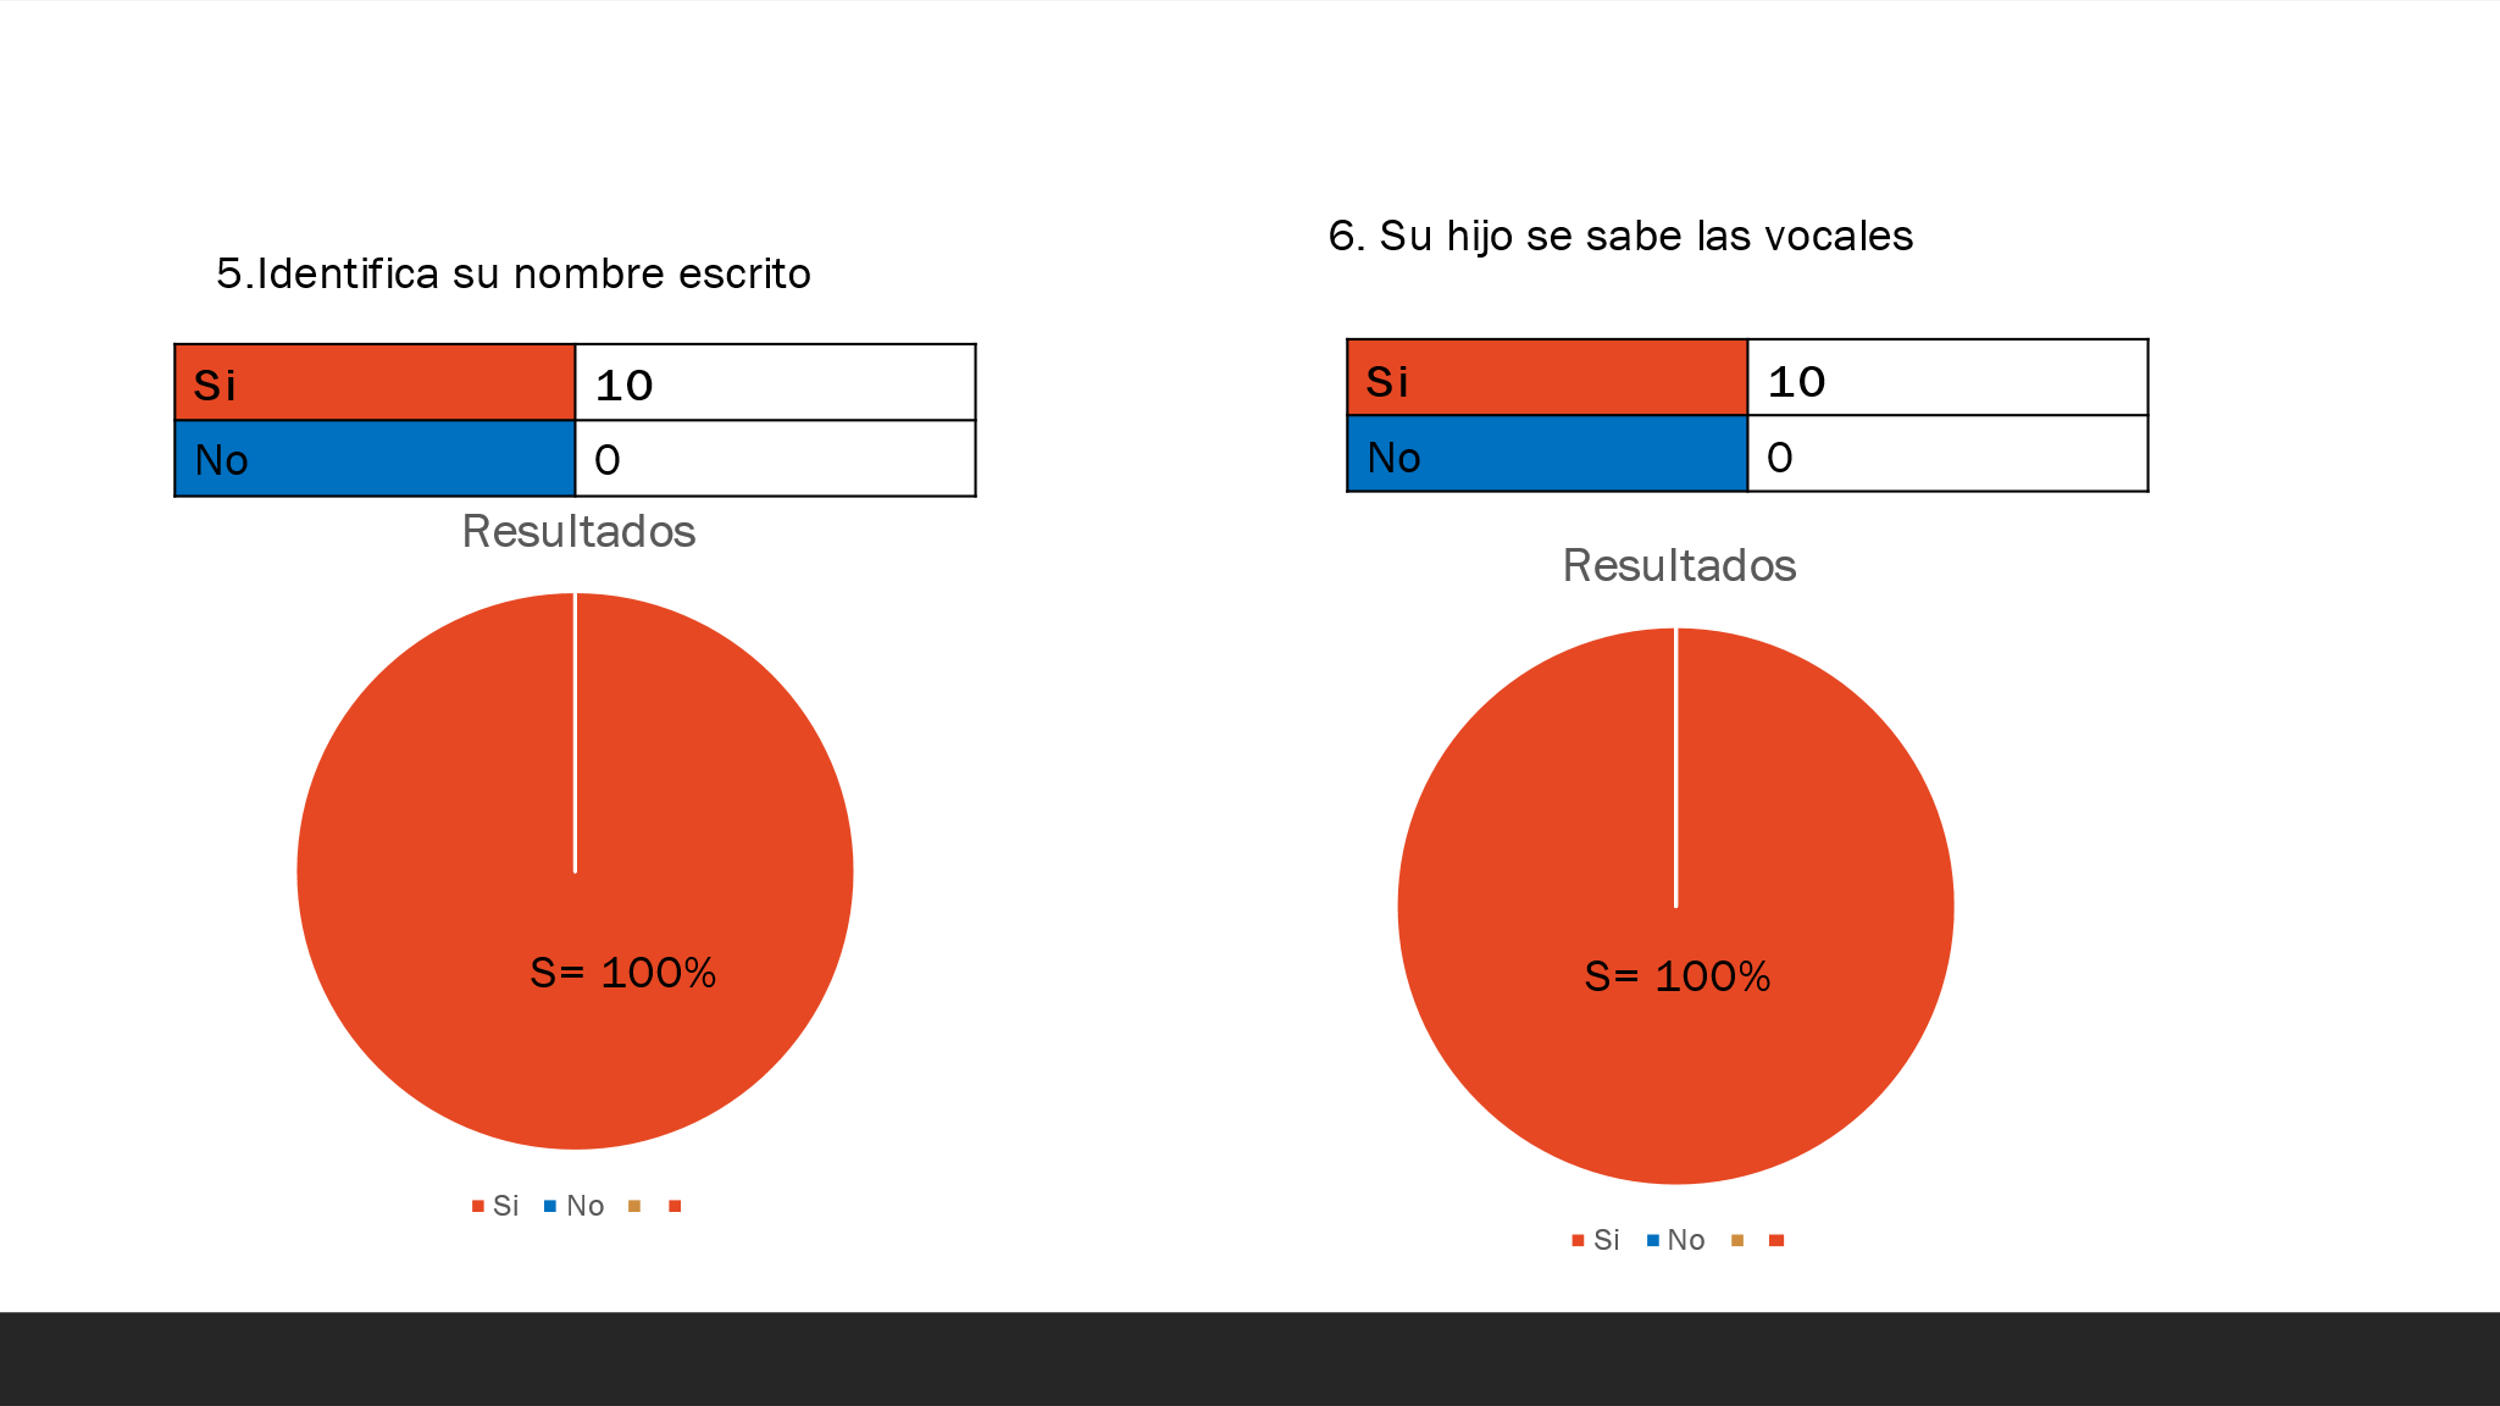 5.Identifica su nombre escrito
Si 10
No 0
Resultados
S= 100%
Si No
6. Su hijo se sabe las vocales
Si 10
No 0
Resultados
S= 100%
Si No